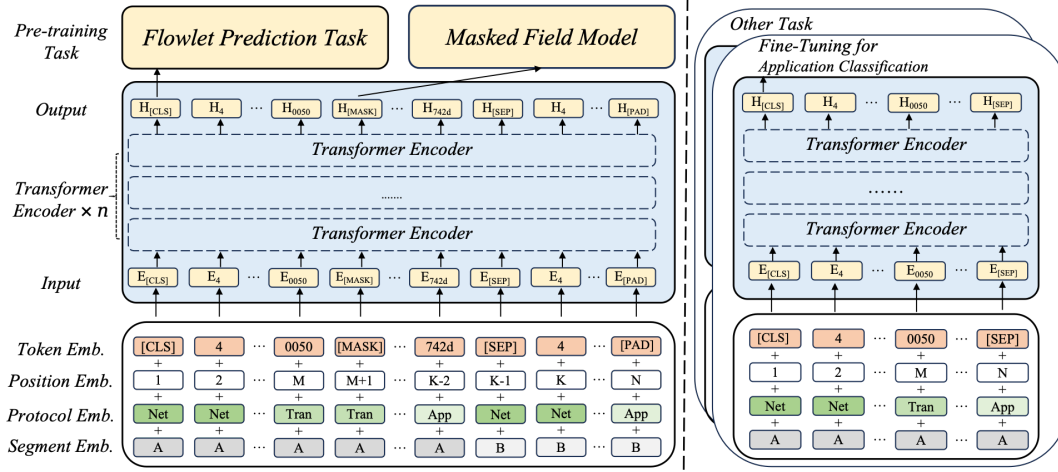 Pre-training Task
Flowlet Prediction Task
Masked Field Model
Output
H[CLS] H4 ··· H0050 H[MASK] ··· H742d H[SEP] H4 ··· H[PAD]
Transformer Encoder
Transformer Encoder × n
.......
Transformer Encoder
Input
E[CLS] E4 ··· E0050 E[MASK] ··· E742d E[SEP] E4 ··· E[PAD]
Token Emb. [CLS] 4 ··· 0050 [MASK] ··· 742d [SEP] 4 ··· [PAD]
+ + + + + + + +
Position Emb. 1 2 ··· M M+1 ··· K-2 K-1 K ··· N
+ + + + + + + +
Protocol Emb. Net Net ··· Tran Tran ··· App Net Net ··· App
+ + + + + + + +
Segment Emb. A A ··· A A ··· A B B ··· B
Other Task
Fine-Tuning for
Application Classification
H[CLS] H4 ··· H0050 ··· H[SEP]
Transformer Encoder
......
Transformer Encoder
E[CLS] E4 ··· E0050 ··· E[SEP]
[CLS] 4 ··· 0050 ··· [SEP]
+ + + +
1 2 ··· M ··· N
+ + + +
Net Net ··· Tran ··· App
+ + + +
A A ··· A ··· A